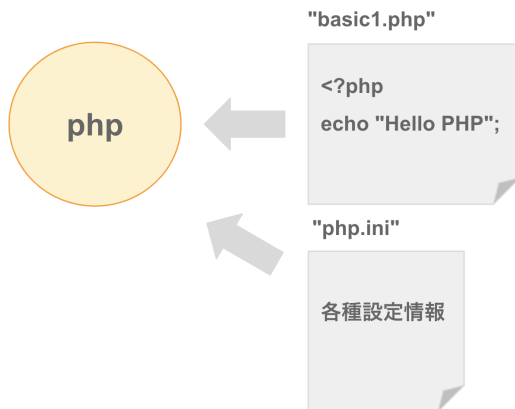 "basic1.php"
<?php
echo "Hello PHP";
php
"php.ini"
各種設定情報